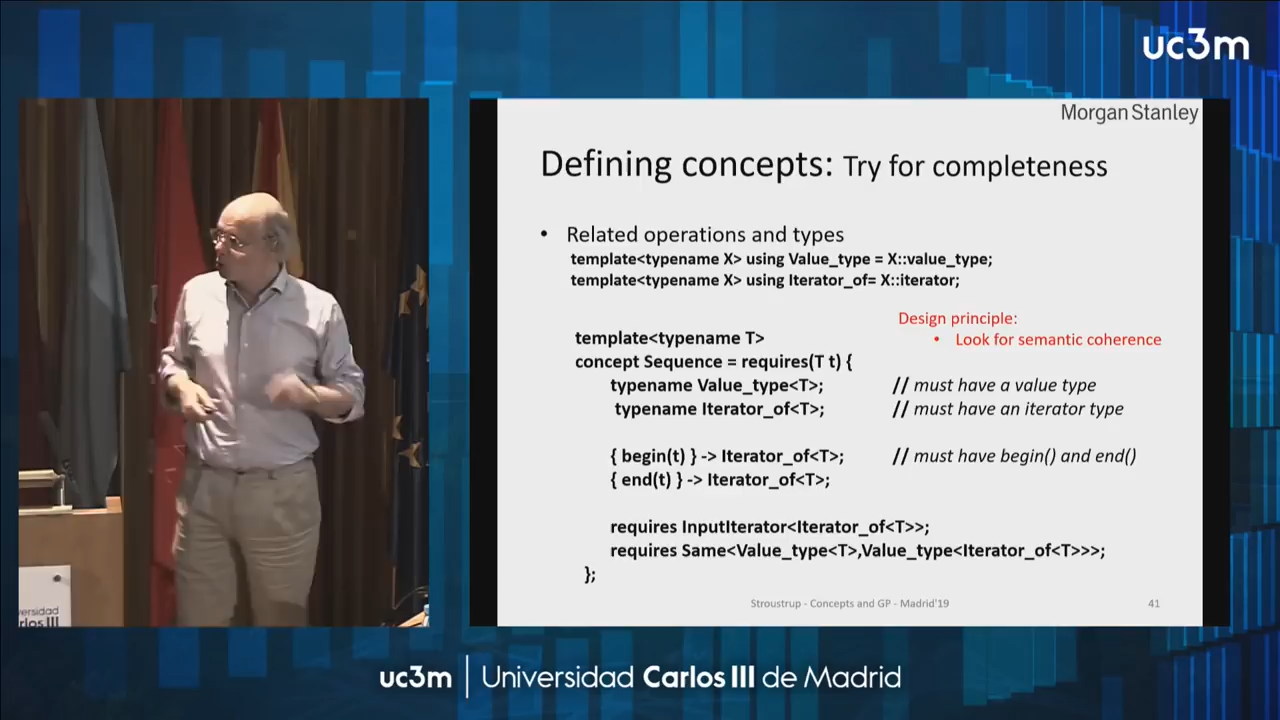 uc3m
Morgan Stanley
Defining concepts: Try for completeness
• Related operations and types
template<typename X> using Value_type = X::value_type;
template<typename X> using Iterator_of= X::iterator;
Design principle:
• Look for semantic coherence
template<typename T>
concept Sequence = requires(T t) {
typename Value_type<T>; // must have a value type
typename Iterator_of<T>; // must have an iterator type
{ begin(t) } -> Iterator_of<T>; // must have begin() and end()
{ end(t) } -> Iterator_of<T>;
requires InputIterator<Iterator_of<T>>;
requires Same<Value_type<T>,Value_type<Iterator_of<T>>>;
};
Stroustrup - Concepts and GP - Madrid'19 41
ersidad
rlos III
uc3m | Universidad Carlos III de Madrid